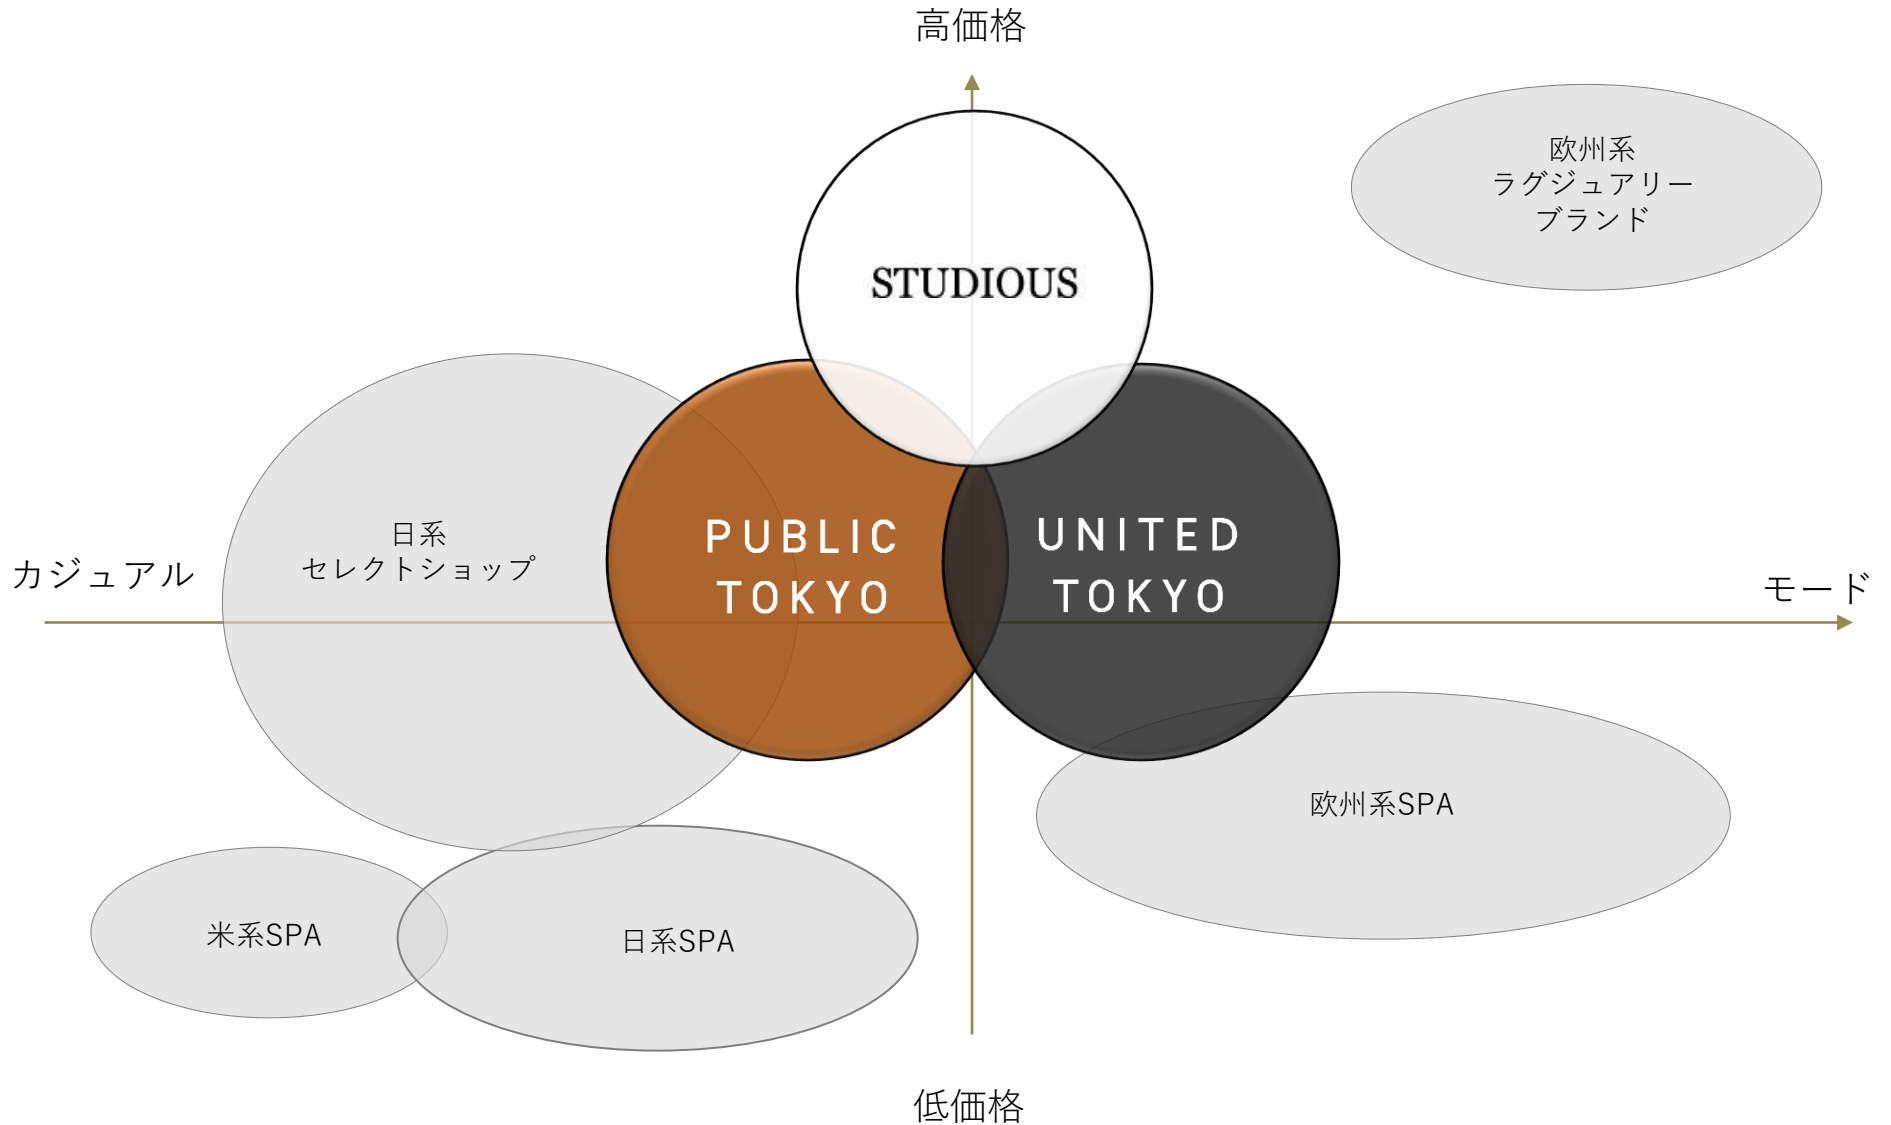 高価格
欧州系
ラグジュアリー
ブランド
STUDIOUS
日系
セレクトショップ
カジュアル
PUBLIC
TOKYO
UNITED
TOKYO
モード
欧州系SPA
米系SPA
日系SPA
低価格